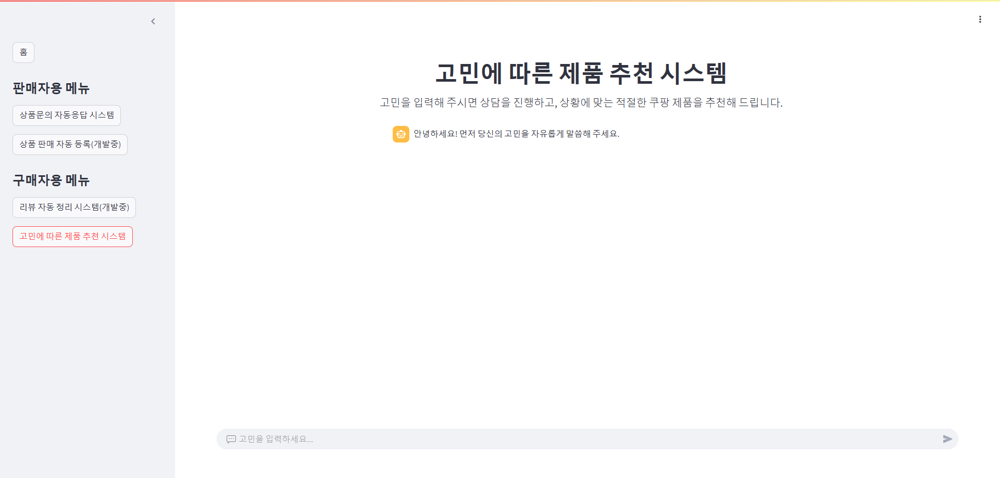 홈
판매자용 메뉴
상품문의 자동응답 시스템
상품 판매 자동 등록(개발중)
구매자용 메뉴
리뷰 자동 정리 시스템(개발중)
고민에 따른 제품 추천 시스템
고민에 따른 제품 추천 시스템
고민을 입력해 주시면 상담을 진행하고, 상황에 맞는 적절한 쿠팡 제품을 추천해 드립니다.
안녕하세요! 먼저 당신의 고민을 자유롭게 말씀해 주세요.
고민을 입력하세요...